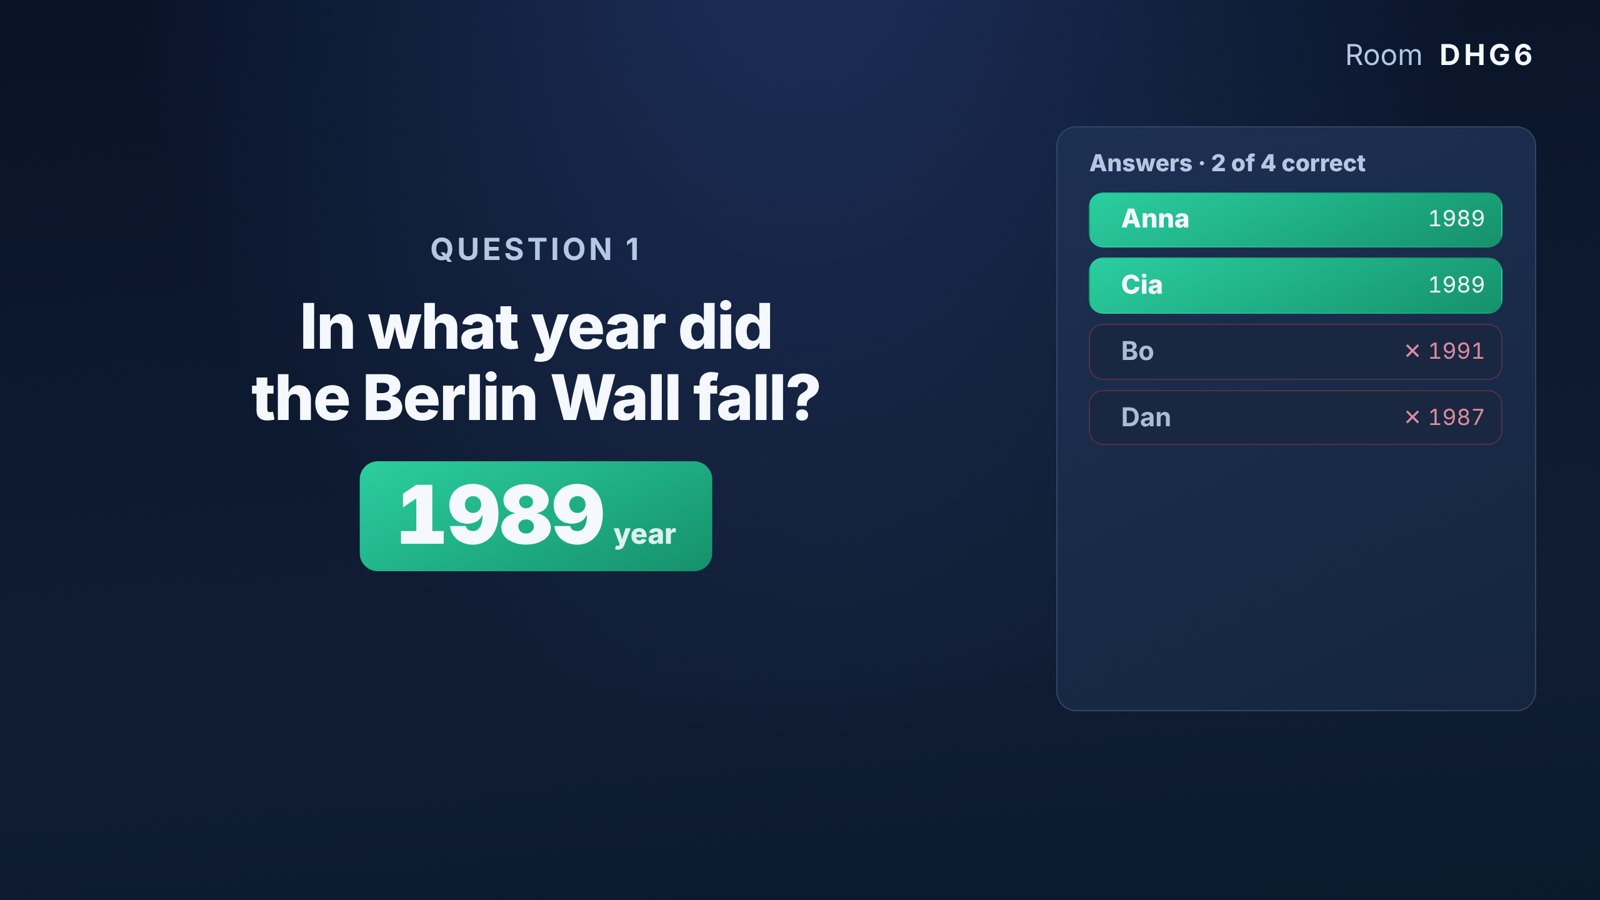 Room DHG6
QUESTION 1
In what year did
the Berlin Wall fall?
1989 year
Answers · 2 of 4 correct
Anna 1989
Cia 1989
Bo × 1991
Dan × 1987